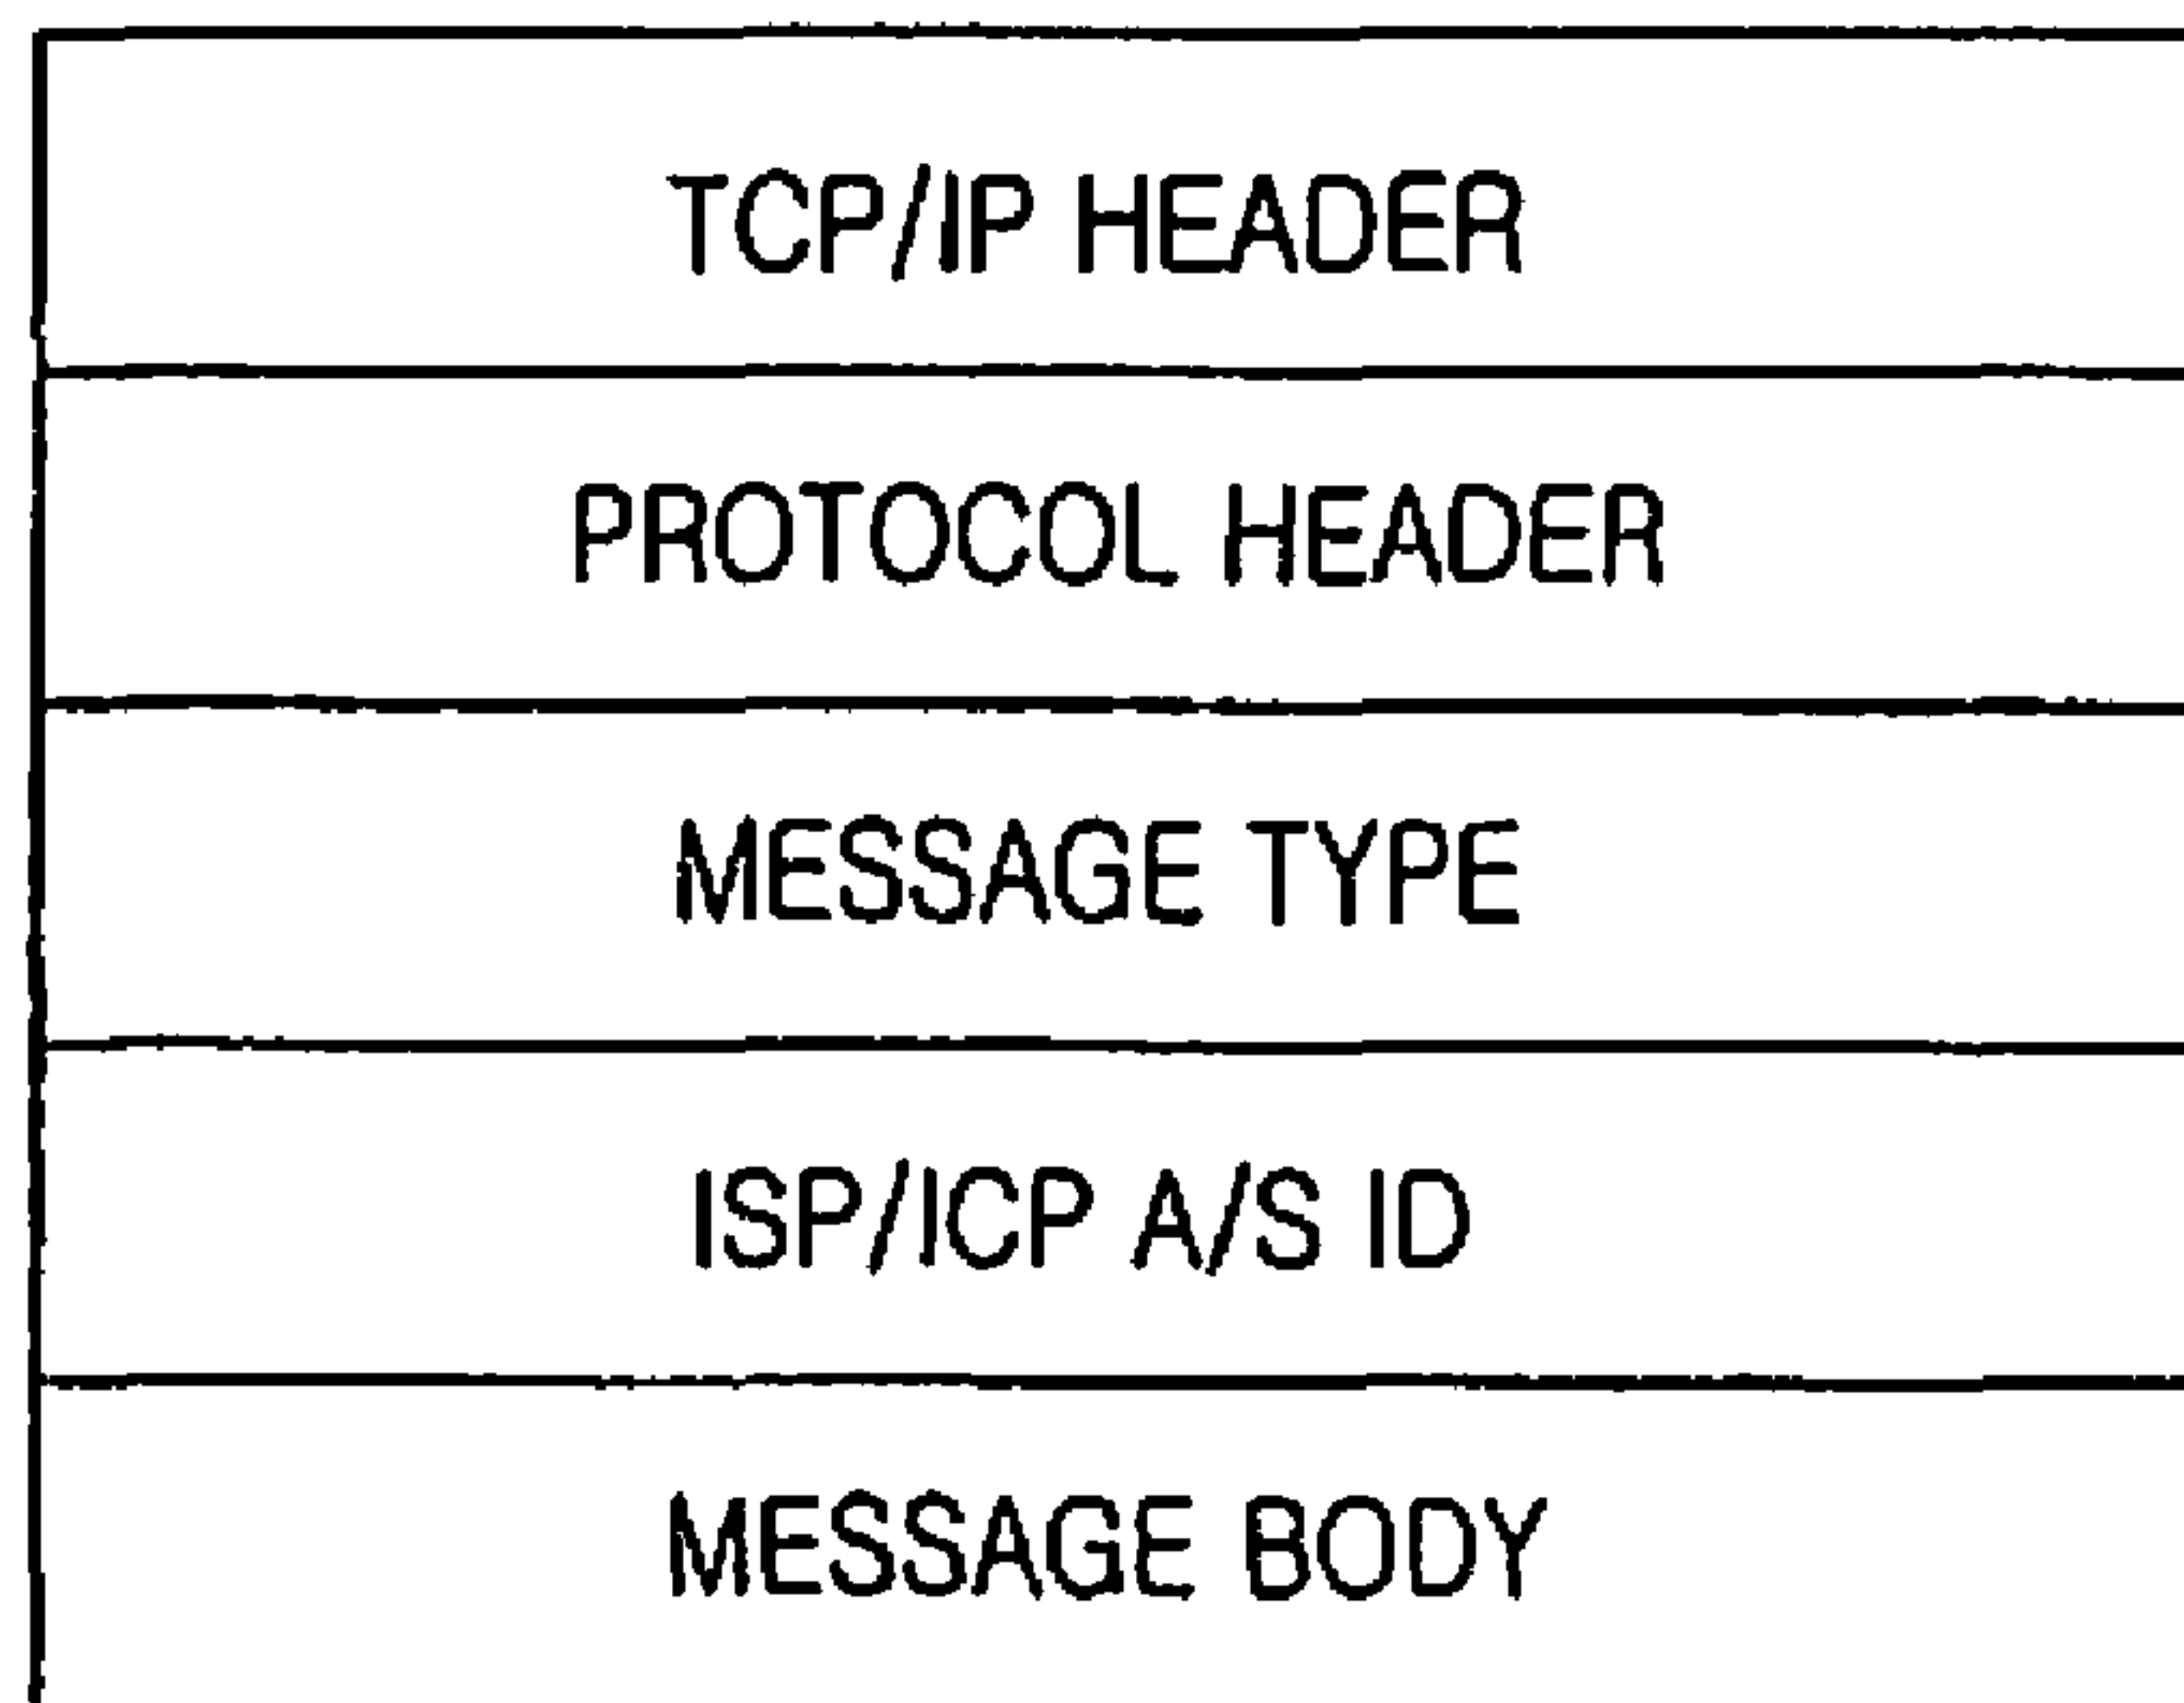 TCP/IP HEADER
PROTOCOL HEADER
MESSAGE TYPE
ISP/ICP A/S ID
MESSAGE BODY